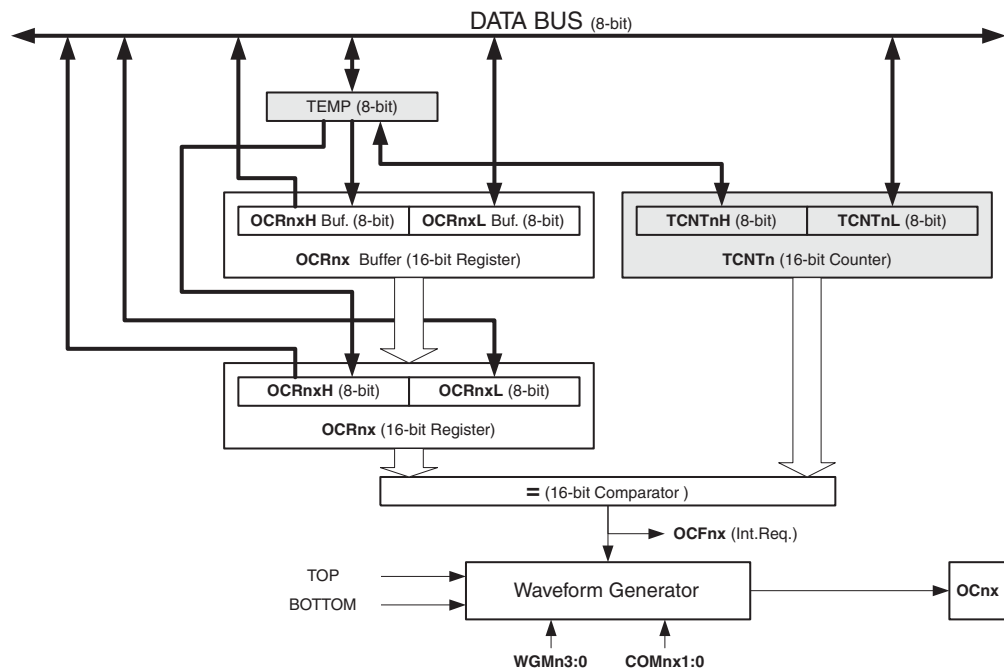 DATA BUS (8-bit)
TEMP (8-bit)
OCRnxH Buf. (8-bit) OCRnxL Buf. (8-bit)
OCRnx Buffer (16-bit Register)
TCNTnH (8-bit) TCNTnL (8-bit)
TCNTn (16-bit Counter)
OCRnxH (8-bit) OCRnxL (8-bit)
OCRnx (16-bit Register)
= (16-bit Comparator )
OCFnx (Int.Req.)
TOP
BOTTOM
Waveform Generator
OCnx
WGMn3:0 COMnx1:0